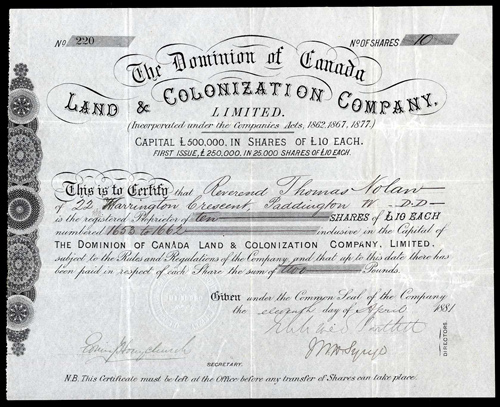 No 220
No OF SHARES 10
The Dominion of Canada
LAND & COLONIZATION COMPANY,
LIMITED.
(Incorporated under the Companies Acts, 1862, 1867, 1877.)
CAPITAL £500,000, IN SHARES OF £10 EACH.
FIRST ISSUE, £250,000, IN 25,000 SHARES OF £10 EACH.
This is to Certify that Reverend Thomas Nolan
of 22 Warrington Crescent, Paddington W. D.D.
is the registered Proprietor of ten SHARES OF £10 EACH
numbered 1653 to 1662 inclusive in the Capital of
THE DOMINION OF CANADA LAND & COLONIZATION COMPANY, LIMITED,
subject to the Rules and Regulations of the Company, and that up to this date there has
been paid in respect of each Share the sum of two Pounds.
Given under the Common Seal of the Company
the eleventh day of April 1881
DIRECTORS
SECRETARY.
N.B. This Certificate must be left at the Office before any transfer of Shares can take place.